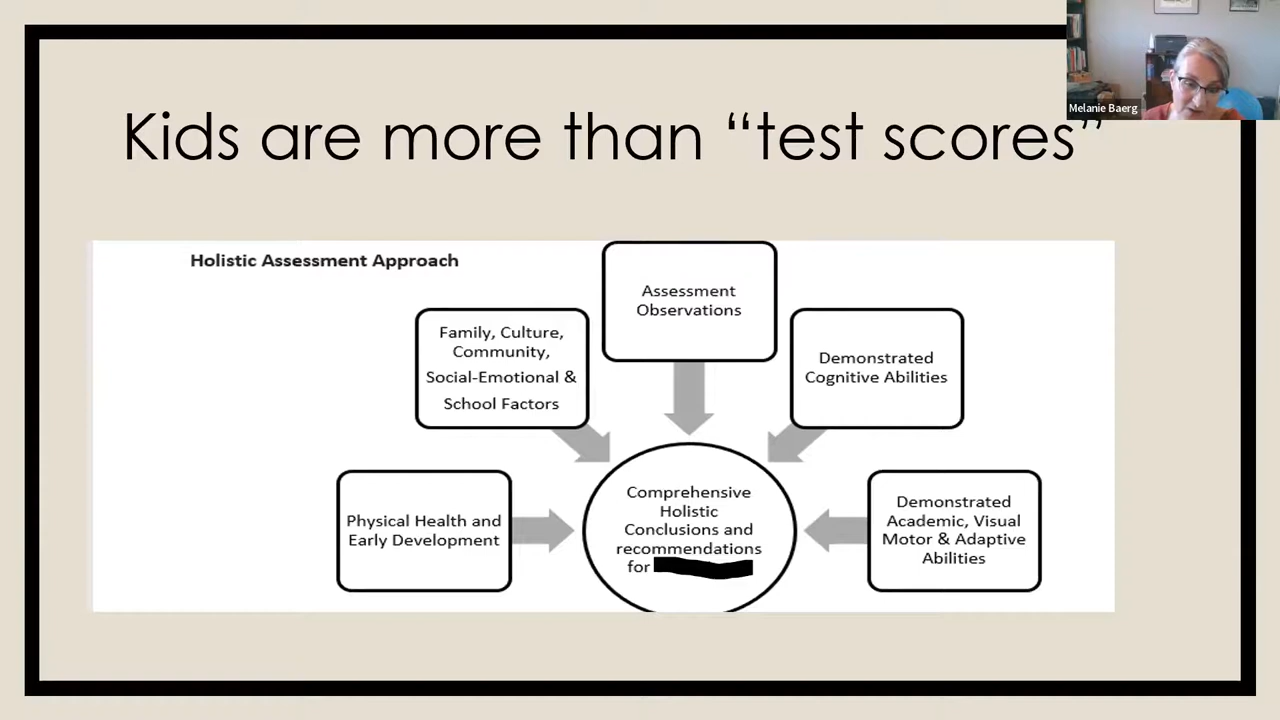 Melanie Baerg
Kids are more than “test scores”
Holistic Assessment Approach
Assessment
Observations
Family, Culture,
Community,
Social-Emotional &
School Factors
Demonstrated
Cognitive Abilities
Physical Health and
Early Development
Comprehensive
Holistic
Conclusions and
recommendations
for
Demonstrated
Academic, Visual
Motor & Adaptive
Abilities